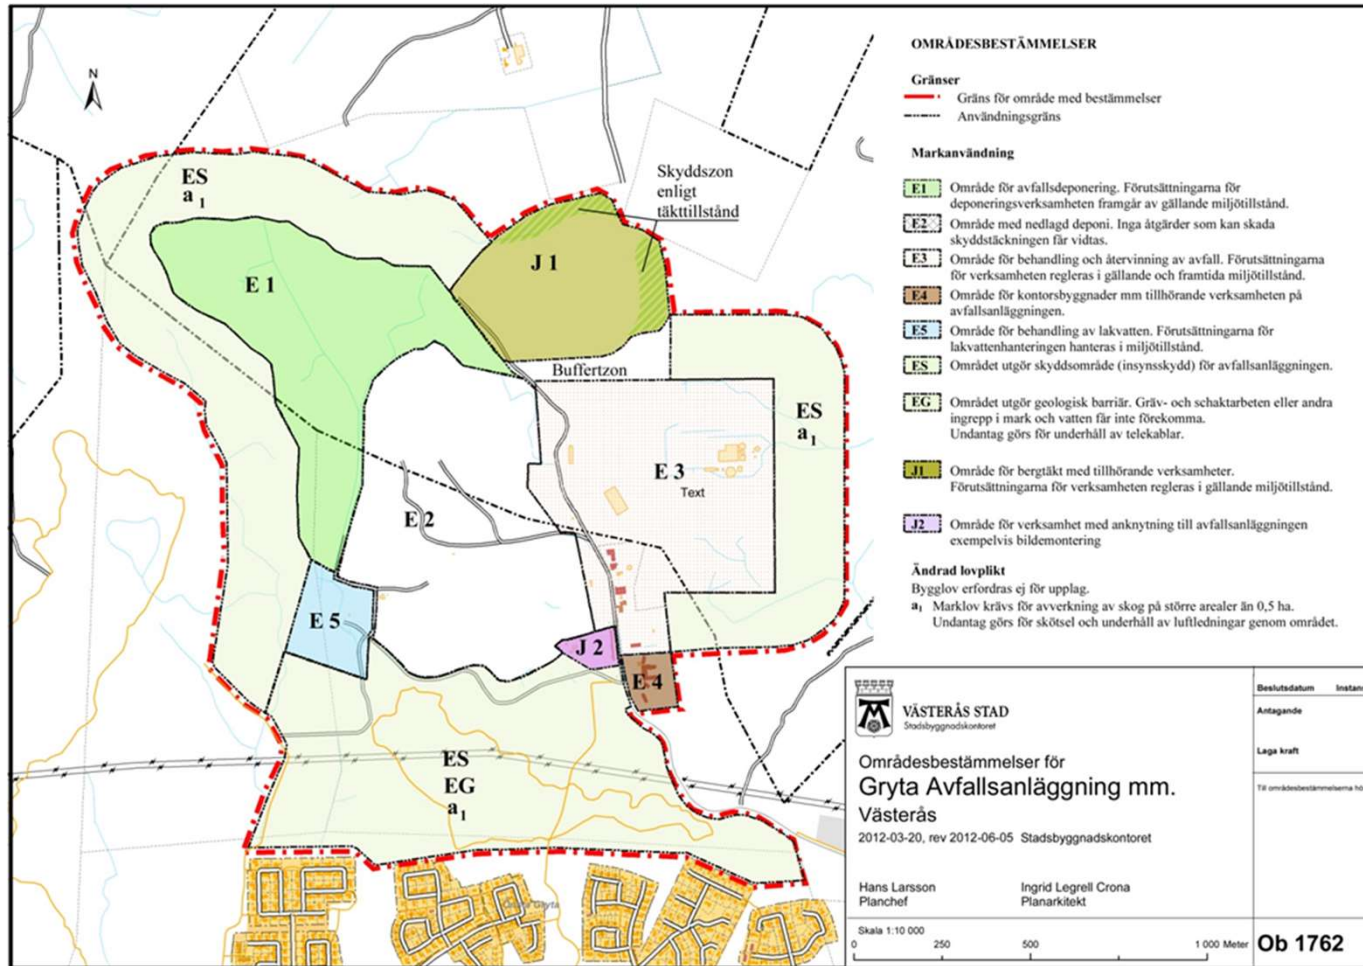 N
ES
a1
E 1
J 1
Skyddszon
enligt
täkttillstånd
Buffertzon
ES
a1
E 3
Text
E 2
E 5
J 2
E 4
ES
EG
a1
Gryta
OMRÅDESBESTÄMMELSER
Gränser
Gräns för område med bestämmelser
Användningsgräns
Markanvändning
E1 Område för avfallsdeponering. Förutsättningarna för
deponeringsverksamheten framgår av gällande miljötillstånd.
E2 Område med nedlagd deponi. Inga åtgärder som kan skada
skyddstäckningen får vidtas.
E3 Område för behandling och återvinning av avfall. Förutsättningarna
för verksamheten regleras i gällande och framtida miljötillstånd.
E4 Område för kontorsbyggnader mm tillhörande verksamheten på
avfallsanläggningen.
E5 Område för behandling av lakvatten. Förutsättningarna för
lakvattenhanteringen hanteras i miljötillstånd.
ES Området utgör skyddsområde (insynsskydd) för avfallsanläggningen.
EG Området utgör geologisk barriär. Gräv- och schaktarbeten eller andra
ingrepp i mark och vatten får inte förekomma.
Undantag görs för underhåll av telekablar.
J1 Område för bergtäkt med tillhörande verksamheter.
Förutsättningarna för verksamheten regleras i gällande miljötillstånd.
J2 Område för verksamhet med anknytning till avfallsanläggningen
exempelvis bildemontering
Ändrad lovplikt
Bygglov erfordras ej för upplag.
a1 Marklov krävs för avverkning av skog på större arealer än 0,5 ha.
Undantag görs för skötsel och underhåll av luftledningar genom området.
VÄSTERÅS STAD
Stadsbyggnadskontoret
Områdesbestämmelser för
Gryta Avfallsanläggning mm.
Västerås
2012-03-20, rev 2012-06-05 Stadsbyggnadskontoret
Hans Larsson Ingrid Legrell Crona
Planchef Planarkitekt
Skala 1:10 000
0 250 500 1 000 Meter
Beslutsdatum Instans
Antagande
Laga kraft
Till områdesbestämmelserna hö
Ob 1762